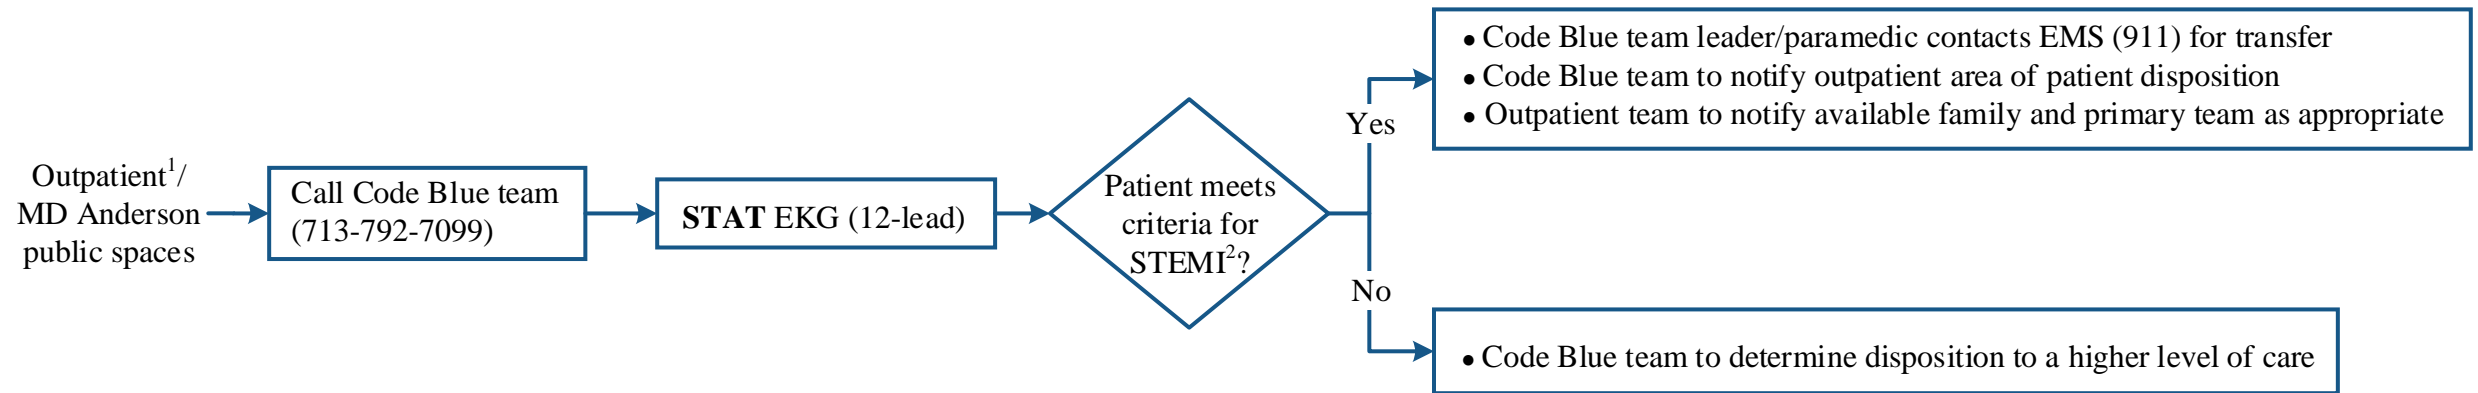 Outpatient¹/
MD Anderson
public spaces
Call Code Blue team
(713-792-7099)
STAT EKG (12-lead)
Patient meets
criteria for
STEMI²?
Yes
● Code Blue team leader/paramedic contacts EMS (911) for transfer
● Code Blue team to notify outpatient area of patient disposition
● Outpatient team to notify available family and primary team as appropriate
No
● Code Blue team to determine disposition to a higher level of care